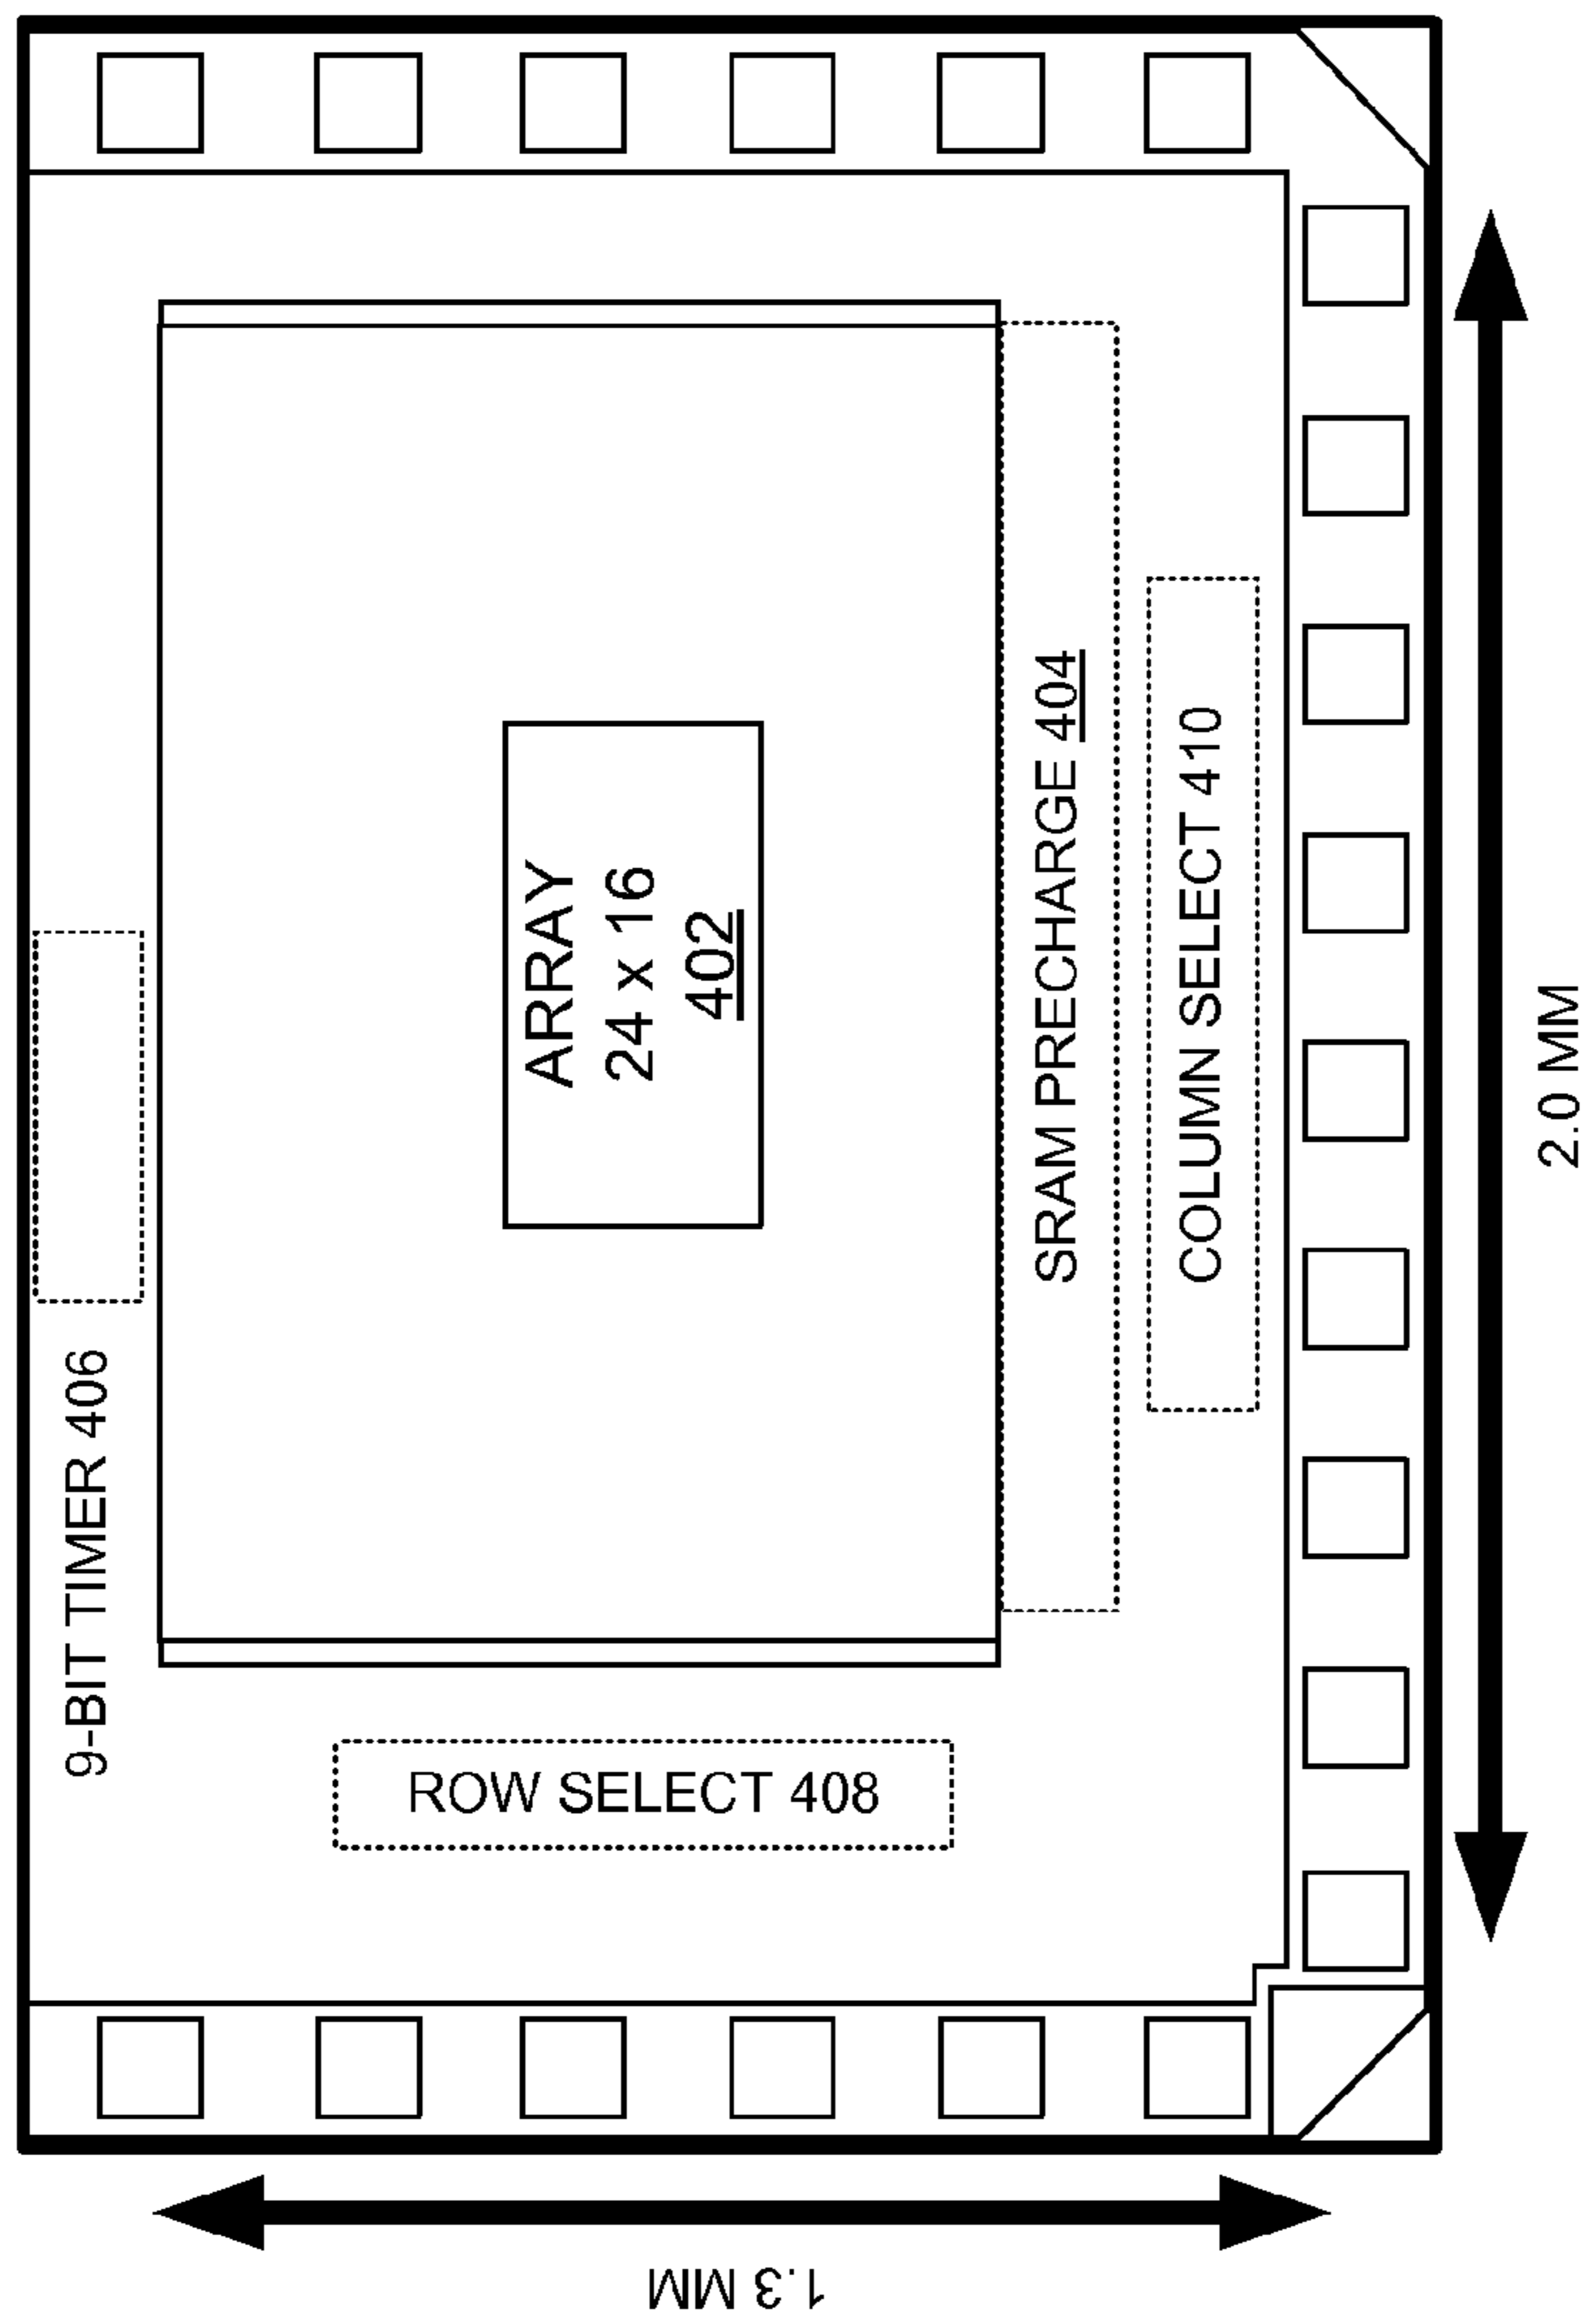 9-BIT TIMER 406
ARRAY
24 x 16
402
SRAM PRECHARGE 404
COLUMN SELECT 410
ROW SELECT 408
2.0 MM
1.3 MM